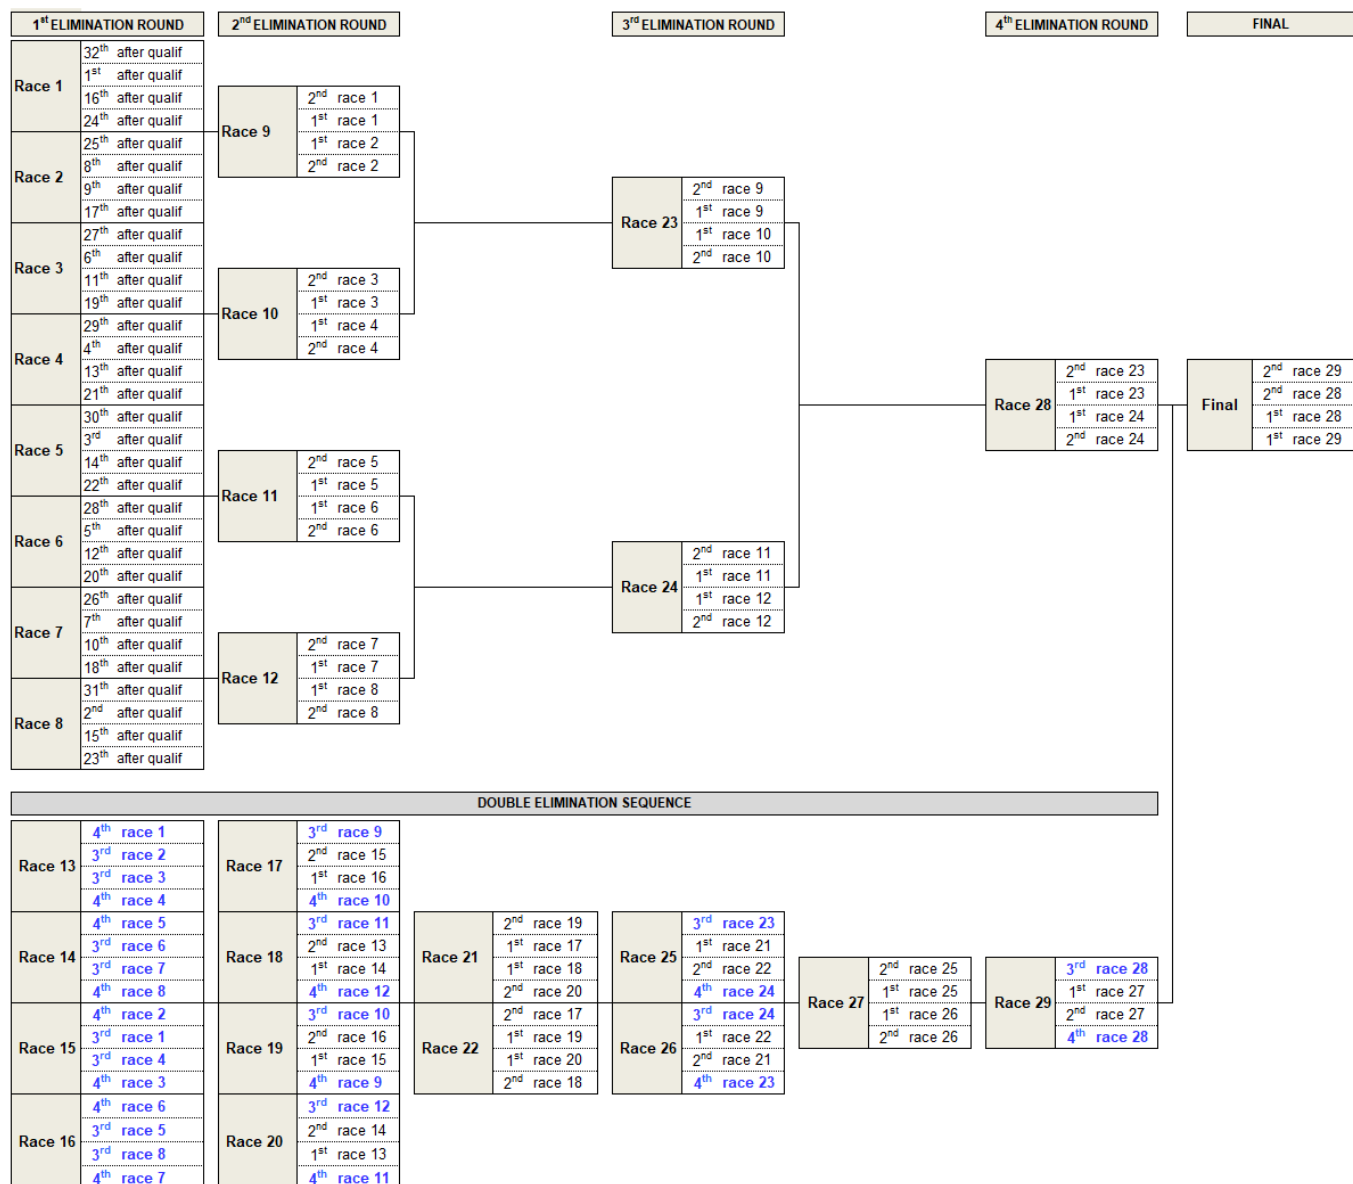 1st ELIMINATION ROUND
2nd ELIMINATION ROUND
3rd ELIMINATION ROUND
4th ELIMINATION ROUND
FINAL
Race 1
32th after qualif
1st after qualif
16th after qualif
24th after qualif
Race 2
25th after qualif
8th after qualif
9th after qualif
17th after qualif
Race 3
27th after qualif
6th after qualif
11th after qualif
19th after qualif
Race 4
29th after qualif
4th after qualif
13th after qualif
21th after qualif
Race 5
30th after qualif
3rd after qualif
14th after qualif
22th after qualif
Race 6
28th after qualif
5th after qualif
12th after qualif
20th after qualif
Race 7
26th after qualif
7th after qualif
10th after qualif
18th after qualif
Race 8
31th after qualif
2nd after qualif
15th after qualif
23th after qualif
Race 9
2nd race 1
1st race 1
1st race 2
2nd race 2
Race 10
2nd race 3
1st race 3
1st race 4
2nd race 4
Race 11
2nd race 5
1st race 5
1st race 6
2nd race 6
Race 12
2nd race 7
1st race 7
1st race 8
2nd race 8
Race 23
2nd race 9
1st race 9
1st race 10
2nd race 10
Race 24
2nd race 11
1st race 11
1st race 12
2nd race 12
Race 28
2nd race 23
1st race 23
1st race 24
2nd race 24
Final
2nd race 29
2nd race 28
1st race 28
1st race 29
DOUBLE ELIMINATION SEQUENCE
Race 13
4th race 1
3rd race 2
3rd race 3
4th race 4
Race 14
4th race 5
3rd race 6
3rd race 7
4th race 8
Race 15
4th race 2
3rd race 1
3rd race 4
4th race 3
Race 16
4th race 6
3rd race 5
3rd race 8
4th race 7
Race 17
3rd race 9
2nd race 15
1st race 16
4th race 10
Race 18
3rd race 11
2nd race 13
1st race 14
4th race 12
Race 19
3rd race 10
2nd race 16
1st race 15
4th race 9
Race 20
3rd race 12
2nd race 14
1st race 13
4th race 11
Race 21
2nd race 19
1st race 17
1st race 18
2nd race 20
Race 22
2nd race 17
1st race 19
1st race 20
2nd race 18
Race 25
3rd race 23
1st race 21
2nd race 22
4th race 24
Race 26
3rd race 24
1st race 22
2nd race 21
4th race 23
Race 27
2nd race 25
1st race 25
1st race 26
2nd race 26
Race 29
3rd race 28
1st race 27
2nd race 27
4th race 28